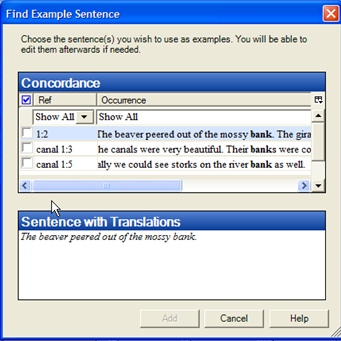 Find Example Sentence
Choose the sentence(s) you wish to use as examples. You will be able to
edit them afterwards if needed.
Concordance
Ref Occurrence
Show All Show All
1:2 The beaver peered out of the mossy bank. The gira
canal 1:3 he canals were very beautiful. Their banks were co
canal 1:5 ally we could see storks on the river bank as well.
Sentence with Translations
The beaver peered out of the mossy bank.
Add Cancel Help